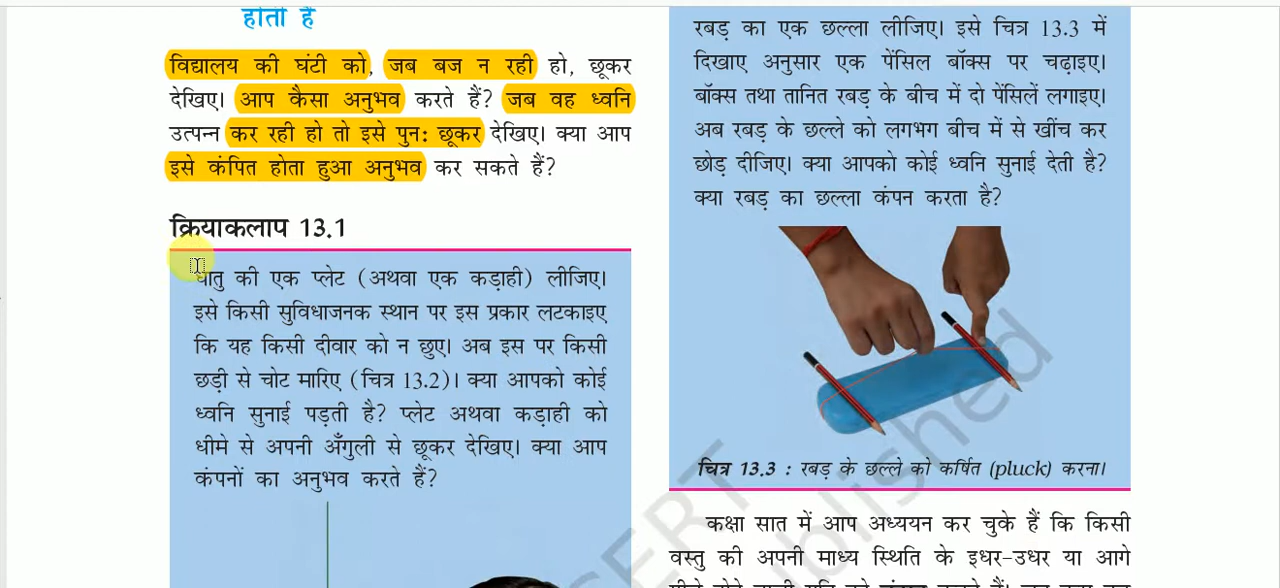 होती है
विद्यालय की घंटी को, जब बज न रही हो, छूकर
देखिए। आप कैसा अनुभव करते हैं? जब वह ध्वनि
उत्पन्न कर रही हो तो इसे पुन: छूकर देखिए। क्या आप
इसे कंपित होता हुआ अनुभव कर सकते हैं?
क्रियाकलाप 13.1
धातु की एक प्लेट (अथवा एक कड़ाही) लीजिए।
इसे किसी सुविधाजनक स्थान पर इस प्रकार लटकाइए
कि यह किसी दीवार को न छुए। अब इस पर किसी
छड़ी से चोट मारिए (चित्र 13.2)। क्या आपको कोई
ध्वनि सुनाई पड़ती है? प्लेट अथवा कड़ाही को
धीमे से अपनी अँगुली से छूकर देखिए। क्या आप
कंपनों का अनुभव करते हैं?
रबड़ का एक छल्ला लीजिए। इसे चित्र 13.3 में
दिखाए अनुसार एक पेंसिल बॉक्स पर चढ़ाइए।
बॉक्स तथा तानित रबड़ के बीच में दो पेंसिलें लगाइए।
अब रबड़ के छल्ले को लगभग बीच में से खींच कर
छोड़ दीजिए। क्या आपको कोई ध्वनि सुनाई देती है?
क्या रबड़ का छल्ला कंपन करता है?
चित्र 13.3 : रबड़ के छल्ले को कर्षित (pluck) करना।
कक्षा सात में आप अध्ययन कर चुके हैं कि किसी
वस्तु की अपनी माध्य स्थिति के इधर-उधर या आगे